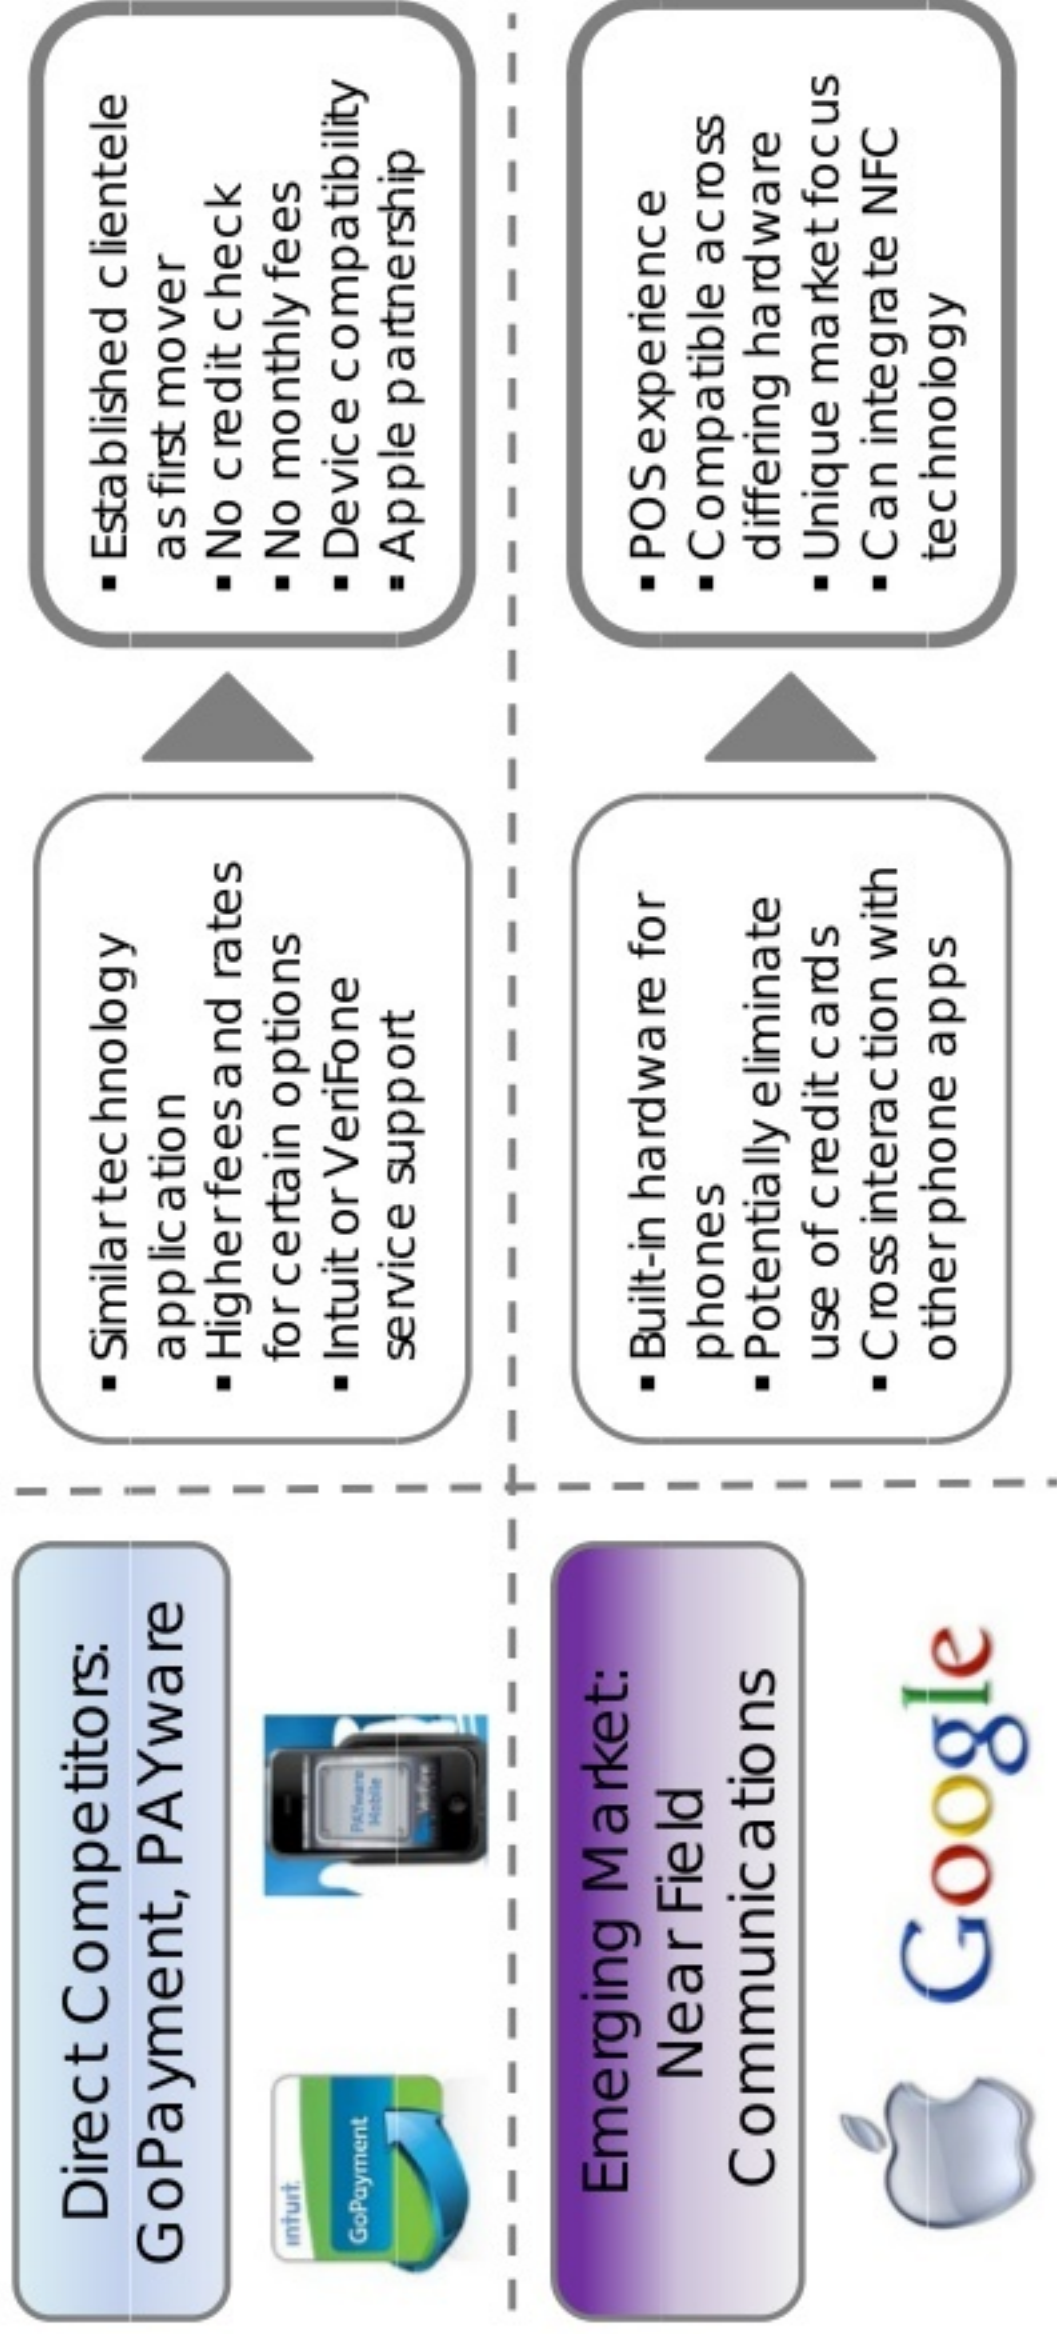 Direct Competitors:
GoPayment, PAYware
intuit
GoPayment
PAYware
Mobile
▪ Similar technology
application
▪ Higher fees and rates
for certain options
▪ Intuit or VeriFone
service support
▪ Established clientele
as first mover
▪ No credit check
▪ No monthly fees
▪ Device compatibility
▪ Apple partnership
Emerging Market:
Near Field
Communications
Google
▪ Built-in hardware for
phones
▪ Potentially eliminate
use of credit cards
▪ Cross interaction with
other phone apps
▪ POS experience
▪ Compatible across
differing hardware
▪ Unique market focus
▪ Can integrate NFC
technology